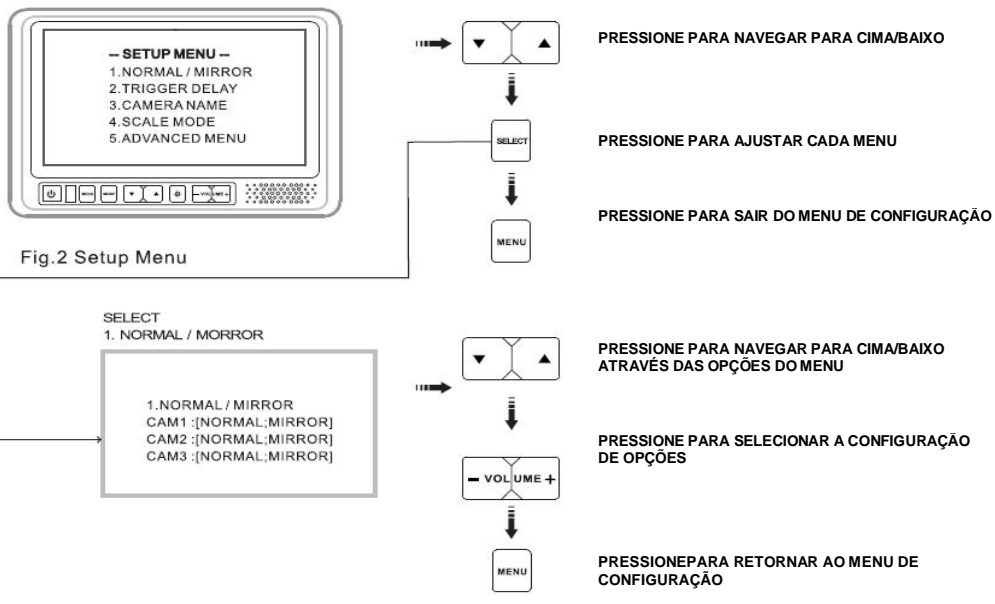 -- SETUP MENU --
1.NORMAL / MIRROR
2.TRIGGER DELAY
3.CAMERA NAME
4.SCALE MODE
5.ADVANCED MENU
– VOLUME +
Fig.2 Setup Menu
PRESSIONE PARA NAVEGAR PARA CIMA/BAIXO
SELECT
PRESSIONE PARA AJUSTAR CADA MENU
MENU
PRESSIONE PARA SAIR DO MENU DE CONFIGURAÇÃO
SELECT
1. NORMAL / MORROR
1.NORMAL / MIRROR
CAM1 :[NORMAL;MIRROR]
CAM2 :[NORMAL;MIRROR]
CAM3 :[NORMAL;MIRROR]
PRESSIONE PARA NAVEGAR PARA CIMA/BAIXO
ATRAVÉS DAS OPÇÕES DO MENU
– VOLUME +
PRESSIONE PARA SELECIONAR A CONFIGURAÇÃO
DE OPÇÕES
MENU
PRESSIONEPARA RETORNAR AO MENU DE
CONFIGURAÇÃO